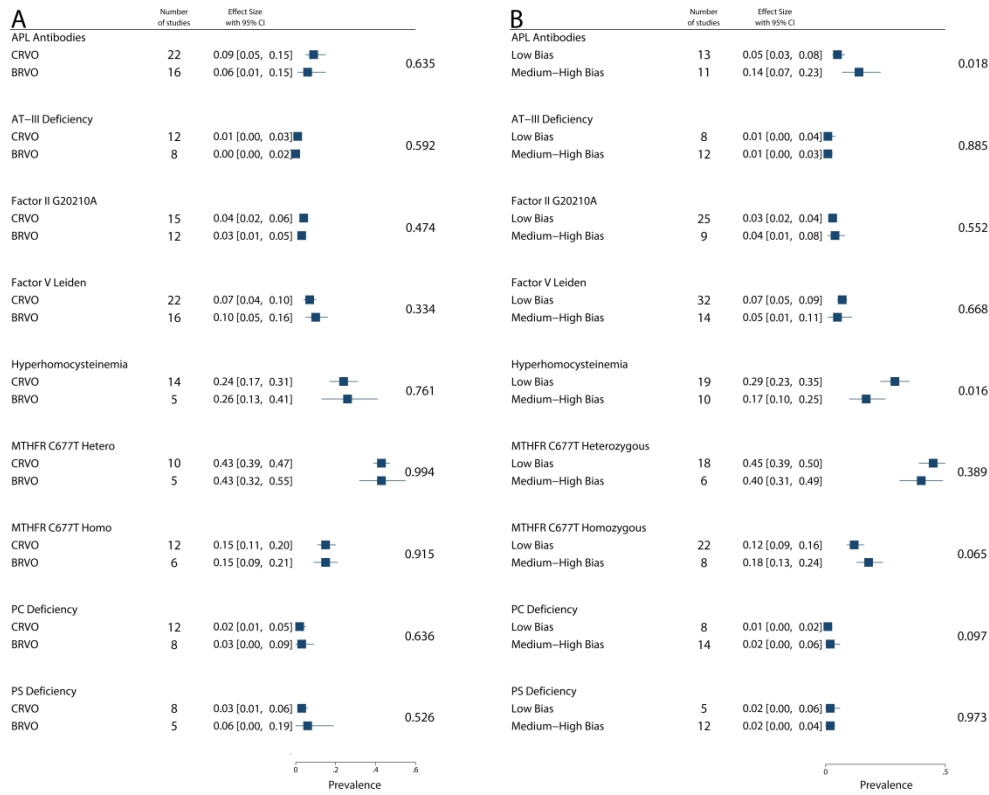 A
Number of studies Effect Size with 95% CI
APL Antibodies
CRVO 22 0.09 [0.05, 0.15]
0.635
BRVO 16 0.06 [0.01, 0.15]
AT−III Deficiency
CRVO 12 0.01 [0.00, 0.03]
0.592
BRVO 8 0.00 [0.00, 0.02]
Factor II G20210A
CRVO 15 0.04 [0.02, 0.06]
0.474
BRVO 12 0.03 [0.01, 0.05]
Factor V Leiden
CRVO 22 0.07 [0.04, 0.10]
0.334
BRVO 16 0.10 [0.05, 0.16]
Hyperhomocysteinemia
CRVO 14 0.24 [0.17, 0.31]
0.761
BRVO 5 0.26 [0.13, 0.41]
MTHFR C677T Hetero
CRVO 10 0.43 [0.39, 0.47]
0.994
BRVO 5 0.43 [0.32, 0.55]
MTHFR C677T Homo
CRVO 12 0.15 [0.11, 0.20]
0.915
BRVO 6 0.15 [0.09, 0.21]
PC Deficiency
CRVO 12 0.02 [0.01, 0.05]
0.636
BRVO 8 0.03 [0.00, 0.09]
PS Deficiency
CRVO 8 0.03 [0.01, 0.06]
0.526
BRVO 5 0.06 [0.00, 0.19]
0 .2 .4 .6
Prevalence
B
Number of studies Effect Size with 95% CI
APL Antibodies
Low Bias 13 0.05 [0.03, 0.08]
0.018
Medium−High Bias 11 0.14 [0.07, 0.23]
AT−III Deficiency
Low Bias 8 0.01 [0.00, 0.04]
0.885
Medium−High Bias 12 0.01 [0.00, 0.03]
Factor II G20210A
Low Bias 25 0.03 [0.02, 0.04]
0.552
Medium−High Bias 9 0.04 [0.01, 0.08]
Factor V Leiden
Low Bias 32 0.07 [0.05, 0.09]
0.668
Medium−High Bias 14 0.05 [0.01, 0.11]
Hyperhomocysteinemia
Low Bias 19 0.29 [0.23, 0.35]
0.016
Medium−High Bias 10 0.17 [0.10, 0.25]
MTHFR C677T Heterozygous
Low Bias 18 0.45 [0.39, 0.50]
0.389
Medium−High Bias 6 0.40 [0.31, 0.49]
MTHFR C677T Homozygous
Low Bias 22 0.12 [0.09, 0.16]
0.065
Medium−High Bias 8 0.18 [0.13, 0.24]
PC Deficiency
Low Bias 8 0.01 [0.00, 0.02]
0.097
Medium−High Bias 14 0.02 [0.00, 0.06]
PS Deficiency
Low Bias 5 0.02 [0.00, 0.06]
0.973
Medium−High Bias 12 0.02 [0.00, 0.04]
0 .5
Prevalence